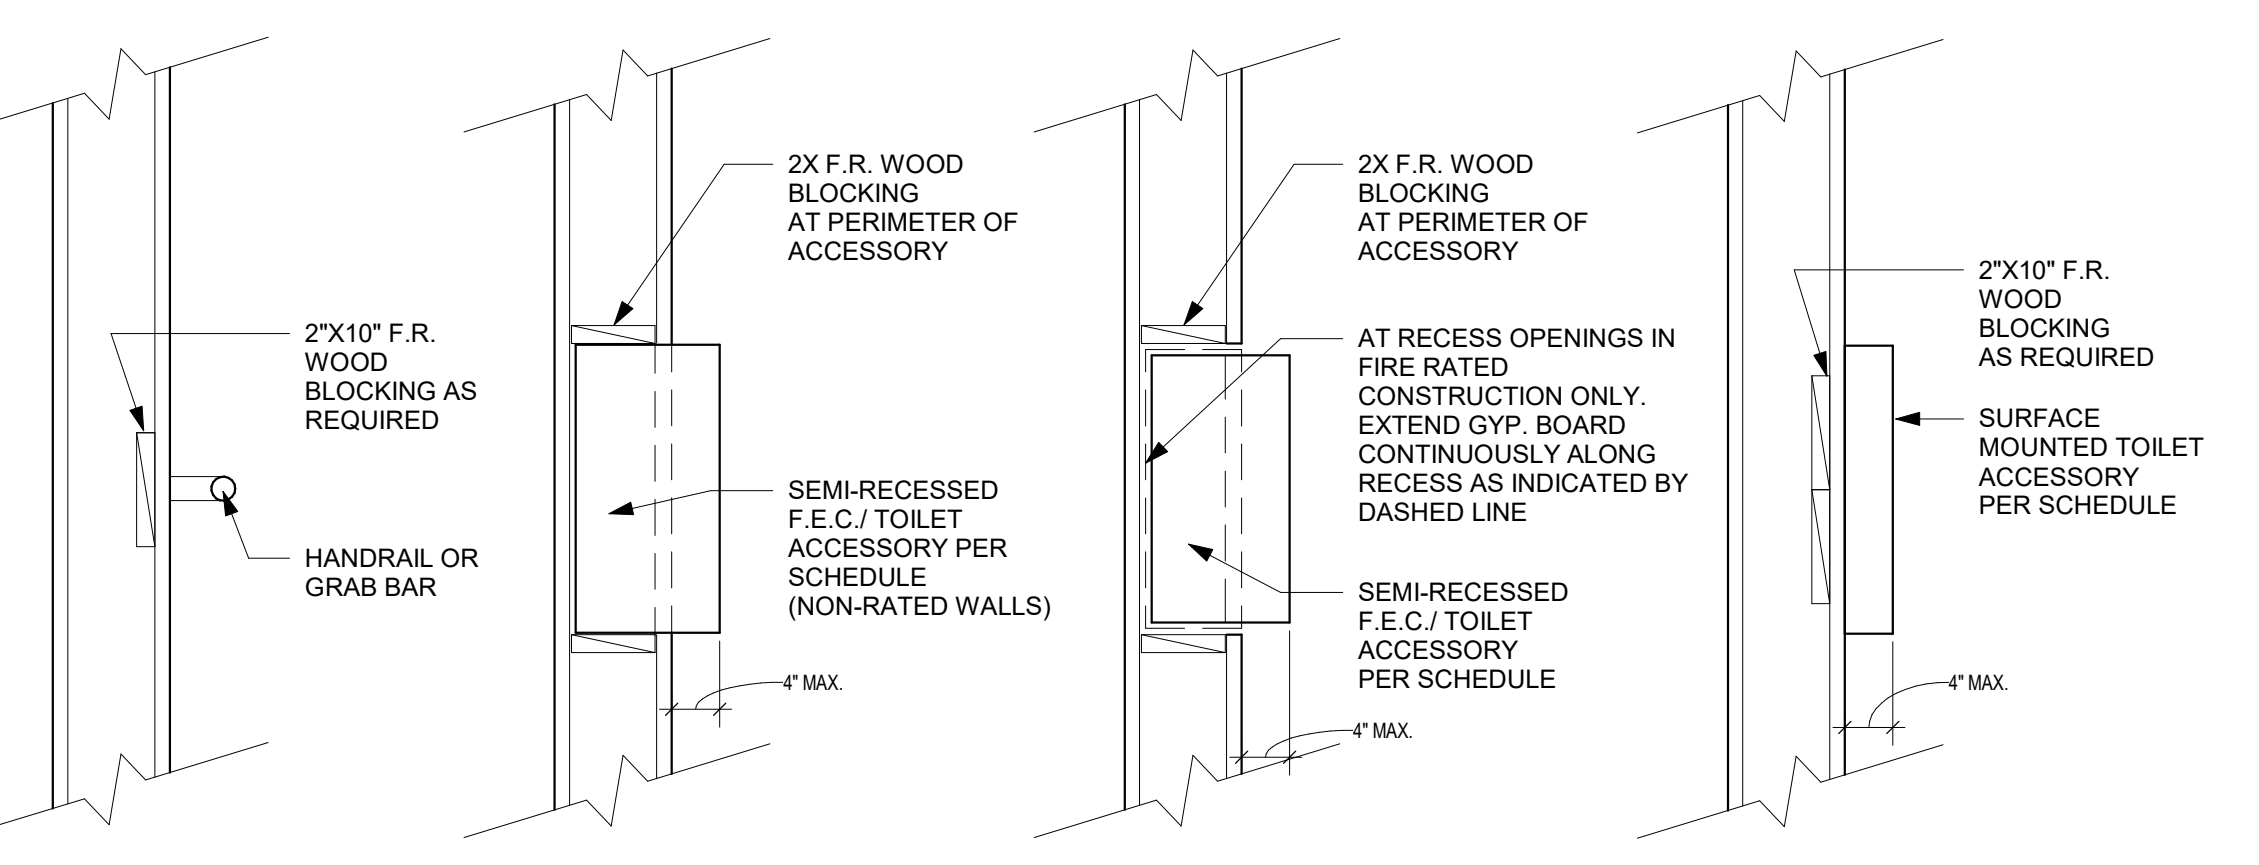 2"X10" F.R.
WOOD
BLOCKING AS
REQUIRED
HANDRAIL OR
GRAB BAR
2X F.R. WOOD
BLOCKING
AT PERIMETER OF
ACCESSORY
SEMI-RECESSED
F.E.C./ TOILET
ACCESSORY PER
SCHEDULE
(NON-RATED WALLS)
4" MAX.
2X F.R. WOOD
BLOCKING
AT PERIMETER OF
ACCESSORY
AT RECESS OPENINGS IN
FIRE RATED
CONSTRUCTION ONLY.
EXTEND GYP. BOARD
CONTINUOUSLY ALONG
RECESS AS INDICATED BY
DASHED LINE
SEMI-RECESSED
F.E.C./ TOILET
ACCESSORY
PER SCHEDULE
4" MAX.
2"X10" F.R.
WOOD
BLOCKING
AS REQUIRED
SURFACE
MOUNTED TOILET
ACCESSORY
PER SCHEDULE
4" MAX.